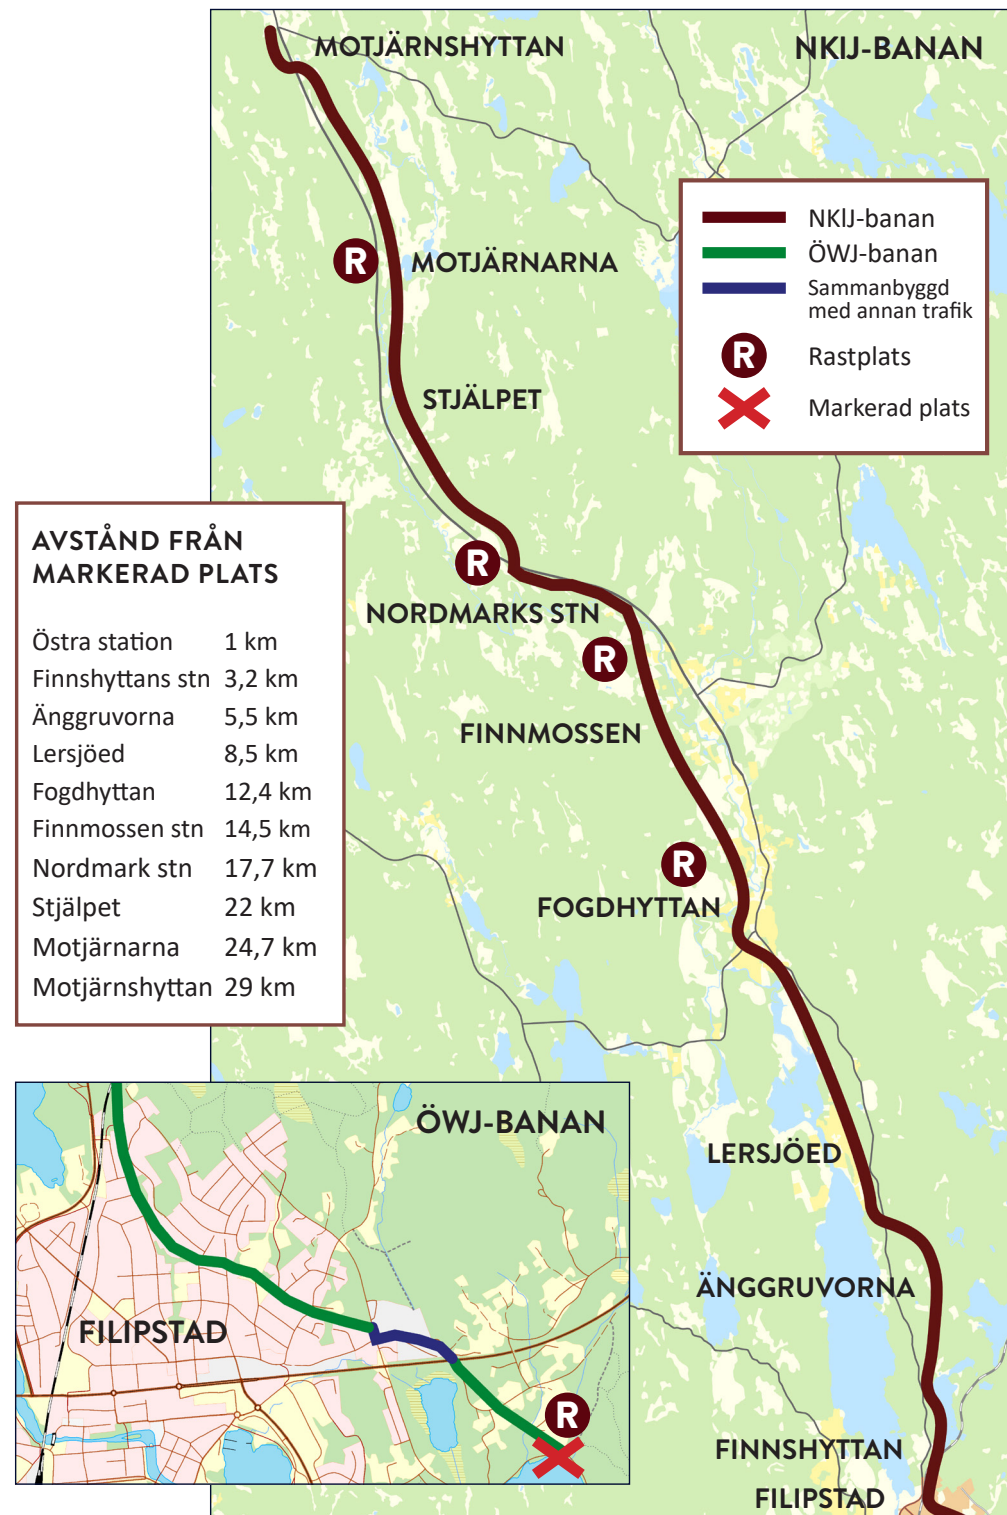 MOTJÄRNSHYTTAN
NKIJ-BANAN
NKIJ-banan
ÖWJ-banan
Sammanbyggd
med annan trafik
R
Rastplats
Markerad plats
R
MOTJÄRNARNA
STJÄLPET
AVSTÅND FRÅN
MARKERAD PLATS
Östra station 1 km
Finnshyttans stn 3,2 km
Änggruvorna 5,5 km
Lersjöed 8,5 km
Fogdhyttan 12,4 km
Finnmossen stn 14,5 km
Nordmark stn 17,7 km
Stjälpet 22 km
Motjärnarna 24,7 km
Motjärnshyttan 29 km
R
NORDMARKS STN
R
FINNMOSSEN
R
FOGDHYTTAN
LERSJÖED
ÄNGGRUVORNA
FINNSHYTTAN
FILIPSTAD
ÖWJ-BANAN
FILIPSTAD
R